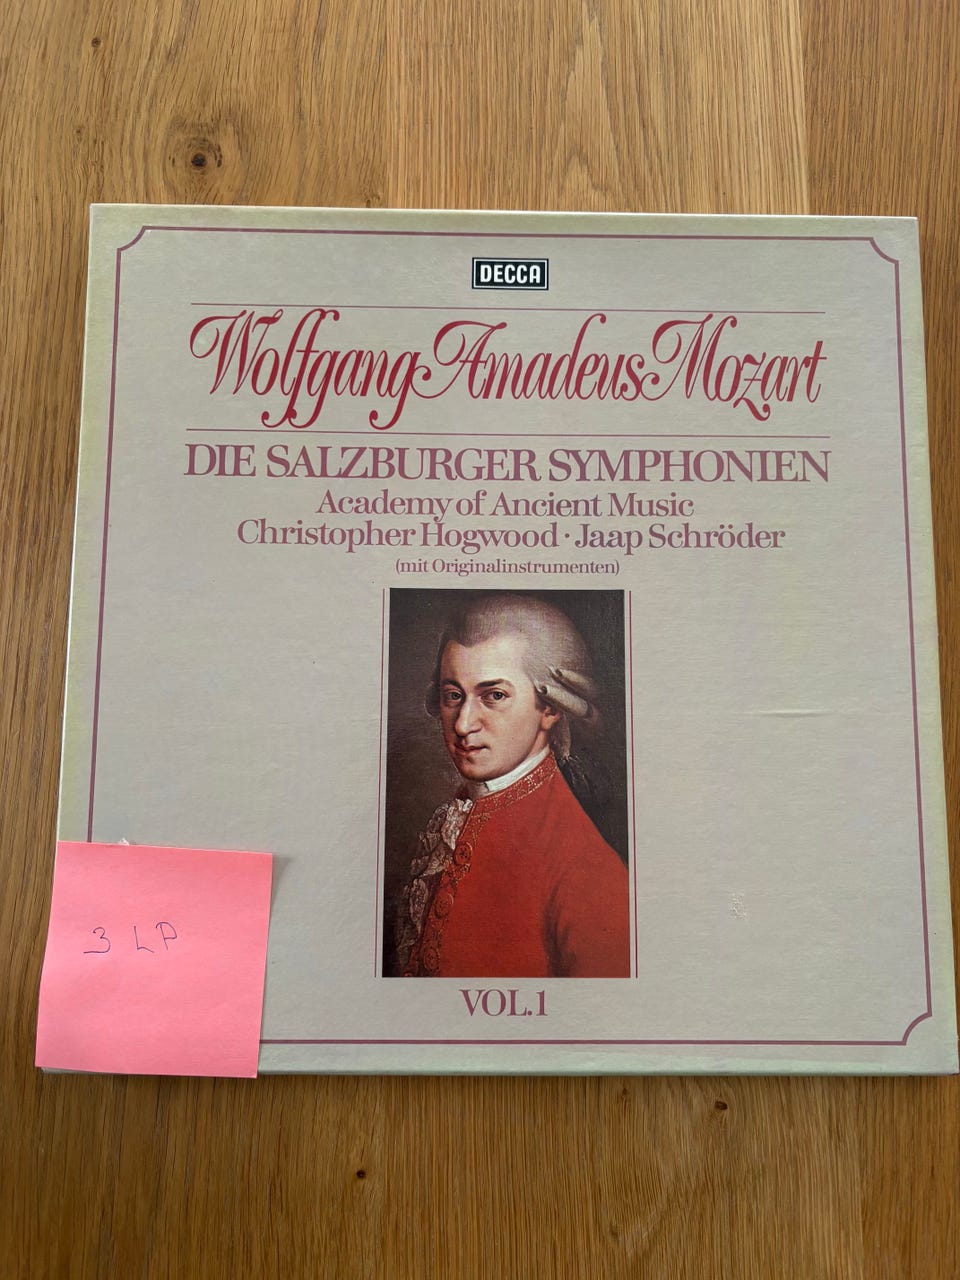 DECCA
Wolfgang Amadeus Mozart
DIE SALZBURGER SYMPHONIEN
Academy of Ancient Music
Christopher Hogwood · Jaap Schröder
(mit Originalinstrumenten)
VOL.1
3 LP